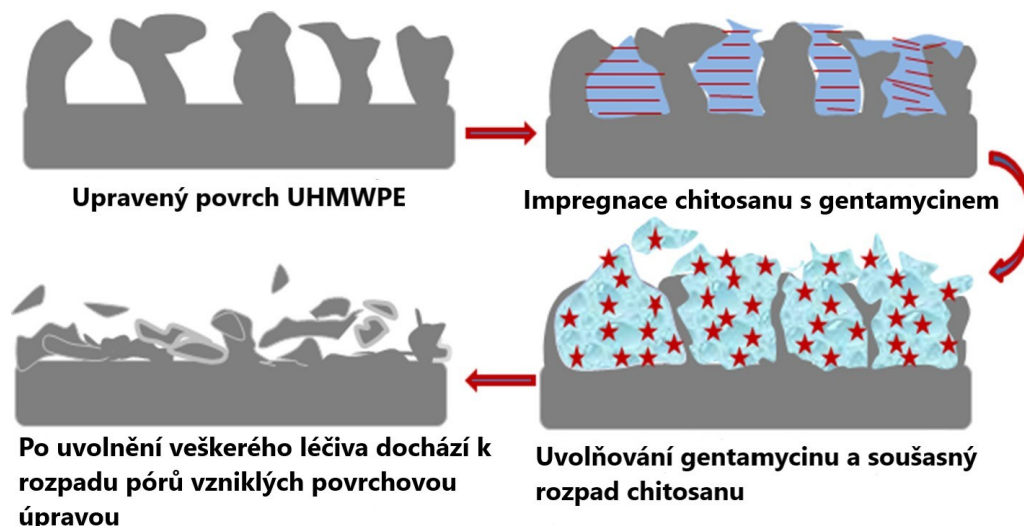 Upravený povrch UHMWPE
Impregnace chitosanu s gentamycinem
Uvolňování gentamycinu a soušasný
rozpad chitosanu
Po uvolnění veškerého léčiva dochází k
rozpadu pórů vzniklých povrchovou
úpravou